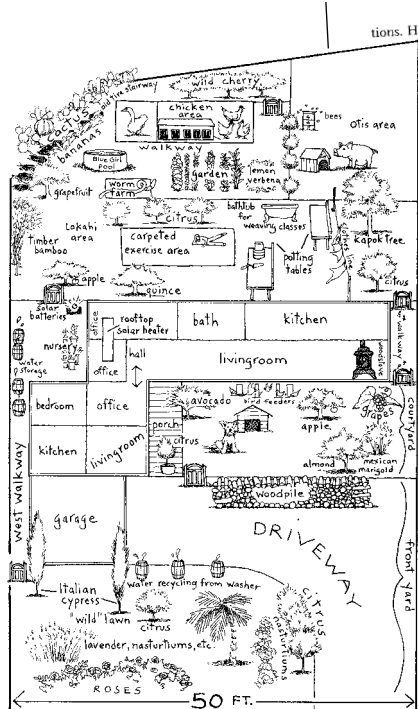 tions. H
wild cherry
old tire stairway
cactus
bananas
chicken
area
walkway
bees
Otis area
Blue Girl
Pool
garden
lemon
verbena
worm
farm
grapefruit
Lokahi
area
citrus
bathtub
for
weaving classes
kapok tree
timber
bamboo
carpeted
exercise area
potting
tables
apple
quince
citrus
solar
batteries
office
rooftop
solar heater
bath
kitchen
walkway
nursery
hall
livingroom
woodstove
water
storage
office
bedroom
office
avocado
bird feeders
grapes
courtyard
apple
porch
citrus
kitchen
livingroom
almond
mexican
marigold
west walkway
woodpile
garage
DRIVEWAY
front yard
water recycling from washer
Italian
cypress
"wild" lawn
citrus
citrus
nasturtiums
lavender, nasturtiums, etc.
ROSES
50 FT.